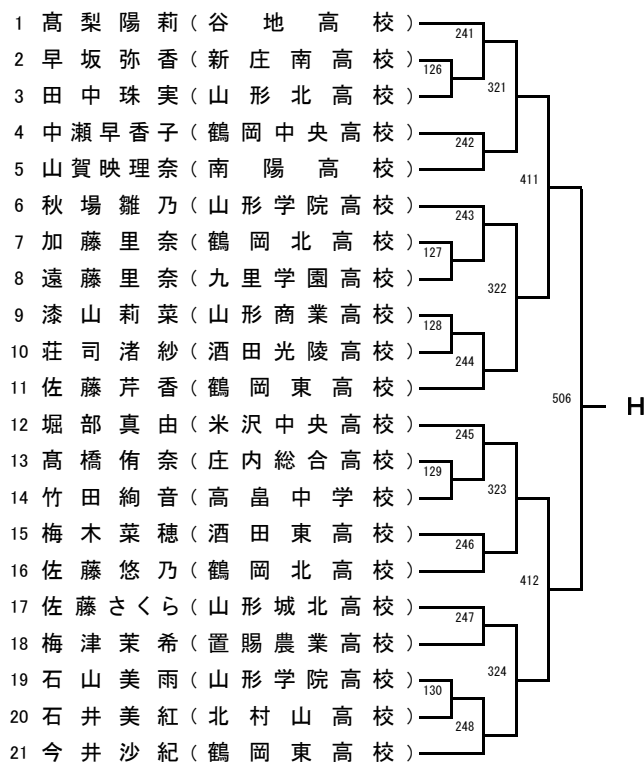 1 髙梨陽莉(谷地高校)
2 早坂弥香(新庄南高校)
3 田中珠実(山形北高校)
4 中瀬早香子(鶴岡中央高校)
5 山賀映理奈(南陽高校)
6 秋場雛乃(山形学院高校)
7 加藤里奈(鶴岡北高校)
8 遠藤里奈(九里学園高校)
9 漆山莉菜(山形商業高校)
10 荘司渚紗(酒田光陵高校)
11 佐藤芹香(鶴岡東高校)
12 堀部真由(米沢中央高校)
13 髙橋侑奈(庄内総合高校)
14 竹田絢音(高畠中学校)
15 梅木菜穂(酒田東高校)
16 佐藤悠乃(鶴岡北高校)
17 佐藤さくら(山形城北高校)
18 梅津茉希(置賜農業高校)
19 石山美雨(山形学院高校)
20 石井美紅(北村山高校)
21 今井沙紀(鶴岡東高校)
126
127
128
129
130
241
242
243
244
245
246
247
248
321
322
323
324
411
412
506
H